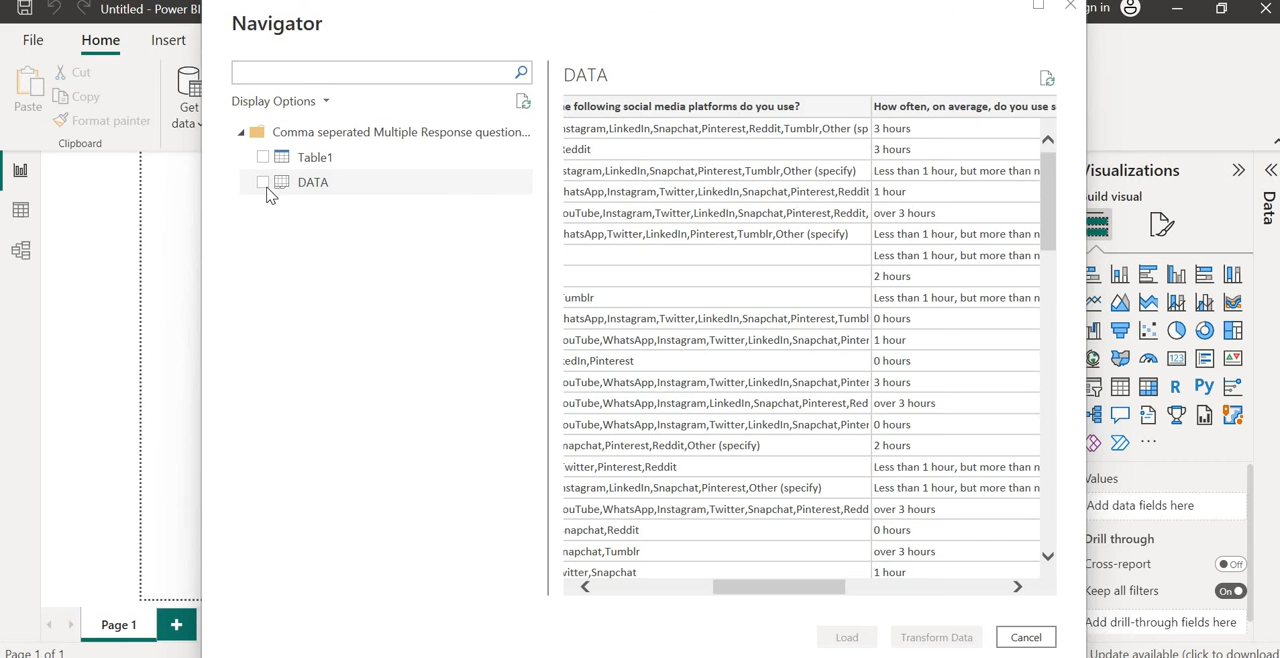 Untitled - Power BI
gn in
File
Home
Insert
Paste
Cut
Copy
Format painter
Clipboard
Get
data
Navigator
Display Options
Comma seperated Multiple Response question...
Table1
DATA
DATA
e following social media platforms do you use? How often, on average, do you use s
nstagram,LinkedIn,Snapchat,Pinterest,Reddit,Tumblr,Other (sp 3 hours
Reddit 3 hours
stagram,LinkedIn,Snapchat,Pinterest,Tumblr,Other (specify) Less than 1 hour, but more than n
hatsApp,Instagram,Twitter,LinkedIn,Snapchat,Pinterest,Reddit 1 hour
ouTube,Instagram,Twitter,LinkedIn,Snapchat,Pinterest,Reddit, over 3 hours
hatsApp,Twitter,LinkedIn,Pinterest,Tumblr,Other (specify) Less than 1 hour, but more than n
Less than 1 hour, but more than n
2 hours
Tumblr Less than 1 hour, but more than n
hatsApp,Instagram,Twitter,LinkedIn,Snapchat,Pinterest,Tumbl 0 hours
ouTube,WhatsApp,Instagram,Twitter,LinkedIn,Snapchat,Pinter 1 hour
kedIn,Pinterest 0 hours
ouTube,WhatsApp,Instagram,Twitter,LinkedIn,Snapchat,Pinter 3 hours
ouTube,WhatsApp,Instagram,LinkedIn,Snapchat,Pinterest,Red over 3 hours
ouTube,WhatsApp,Instagram,Twitter,LinkedIn,Snapchat,Pinter 0 hours
napchat,Pinterest,Reddit,Other (specify) 2 hours
witter,Pinterest,Reddit Less than 1 hour, but more than n
nstagram,LinkedIn,Snapchat,Pinterest,Other (specify) Less than 1 hour, but more than n
ouTube,WhatsApp,Instagram,Twitter,Snapchat,Pinterest,Redd over 3 hours
napchat,Reddit 0 hours
napchat,Tumblr over 3 hours
witter,Snapchat 1 hour
Load
Transform Data
Cancel
Visualizations
uild visual
Data
123
R
Py
Values
Add data fields here
Drill through
Cross-report
Off
Keep all filters
On
Add drill-through fields here
Page 1
Page 1 of 1
Update available (click to download